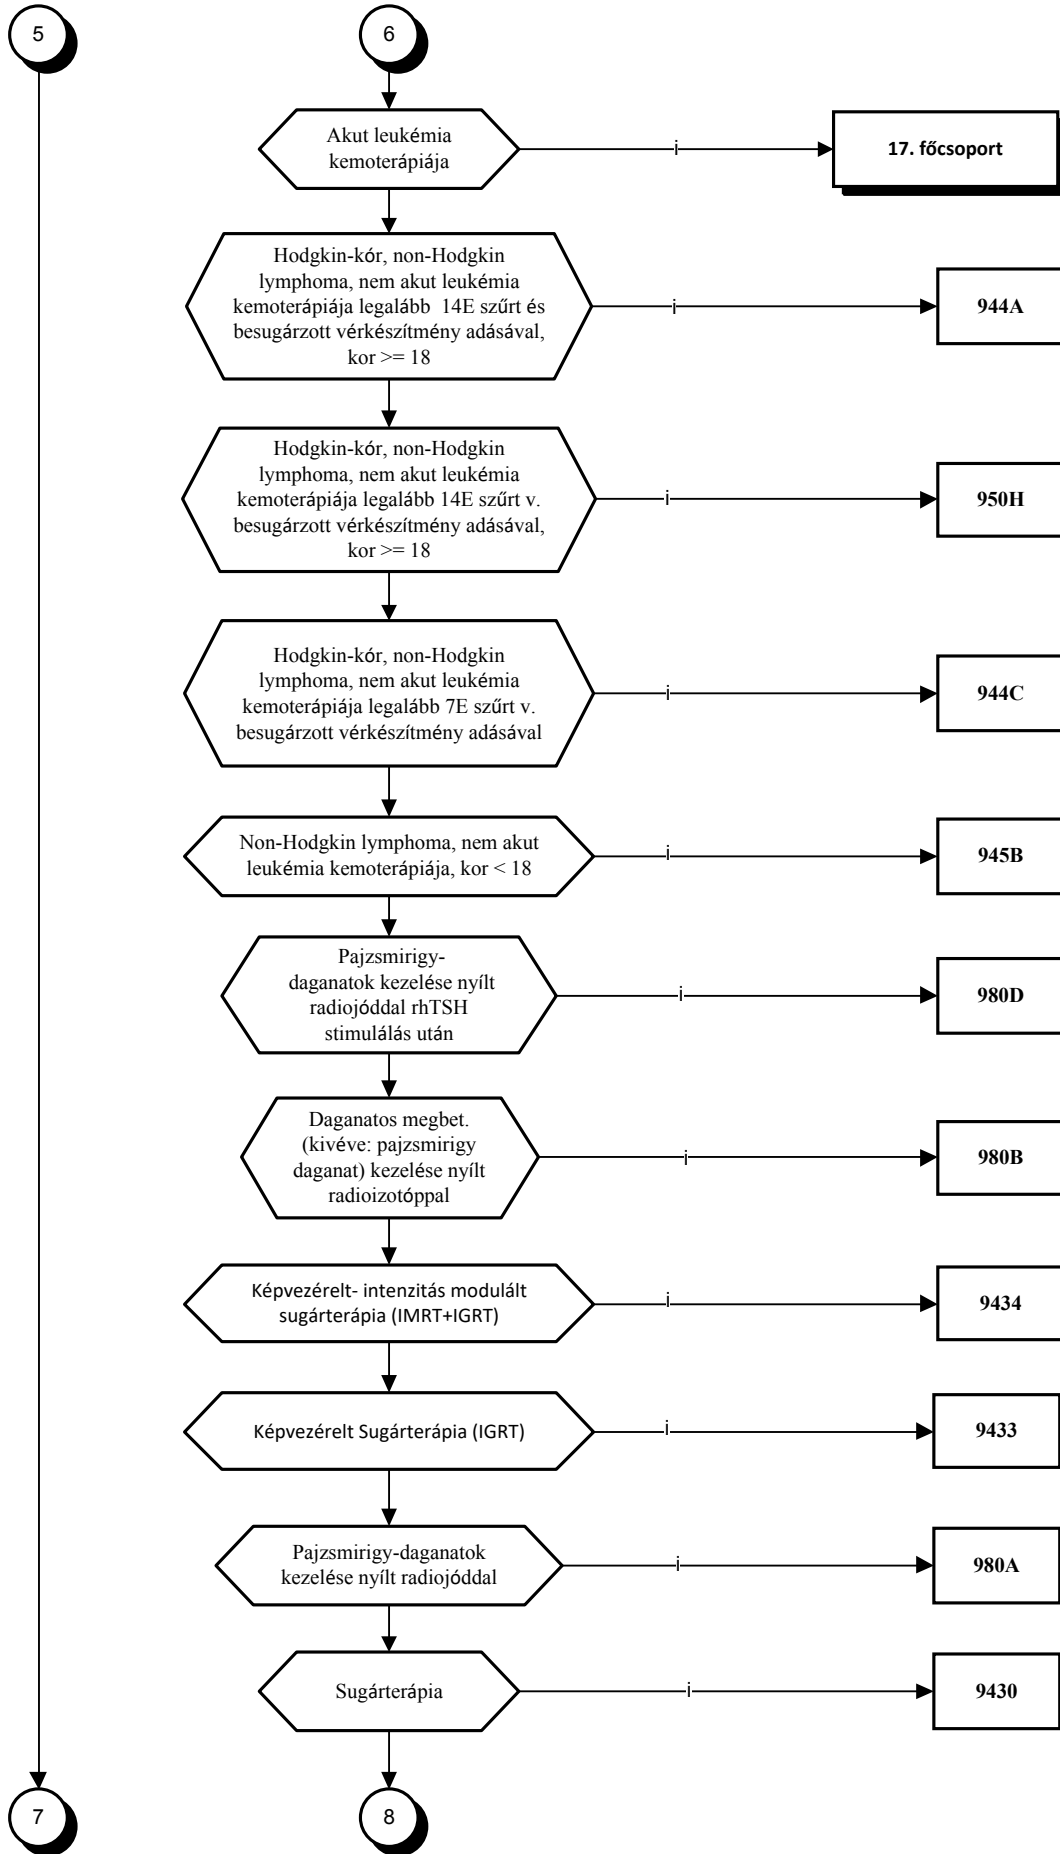 5
6
Akut leukémia
kemoterápiája
i
17. főcsoport
Hodgkin-kór, non-Hodgkin
lymphoma, nem akut leukémia
kemoterápiája legalább  14E szűrt és
besugárzott vérkészítmény adásával,
kor >= 18
i
944A
Hodgkin-kór, non-Hodgkin
lymphoma, nem akut leukémia
kemoterápiája legalább 14E szűrt v.
besugárzott vérkészítmény adásával,
kor >= 18
i
950H
Hodgkin-kór, non-Hodgkin
lymphoma, nem akut leukémia
kemoterápiája legalább 7E szűrt v.
besugárzott vérkészítmény adásával
i
944C
Non-Hodgkin lymphoma, nem akut
leukémia kemoterápiája, kor < 18
i
945B
Pajzsmirigy-
daganatok kezelése nyílt
radiojóddal rhTSH
stimulálás után
i
980D
Daganatos megbet.
(kivéve: pajzsmirigy
daganat) kezelése nyílt
radioizotóppal
i
980B
Képvezérelt- intenzitás modulált
sugárterápia (IMRT+IGRT)
i
9434
Képvezérelt Sugárterápia (IGRT)
i
9433
Pajzsmirigy-daganatok
kezelése nyílt radiojóddal
i
980A
Sugárterápia
i
9430
7
8